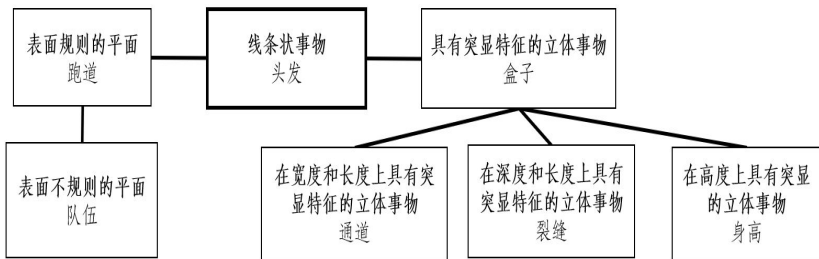 表面规则的平面
跑道
线条状事物
头发
具有突显特征的立体事物
盒子
表面不规则的平面
队伍
在宽度和长度上具有突
显特征的立体事物
通道
在深度和长度上具有
突显特征的立体事物
裂缝
在高度上具有突显
的立体事物
身高